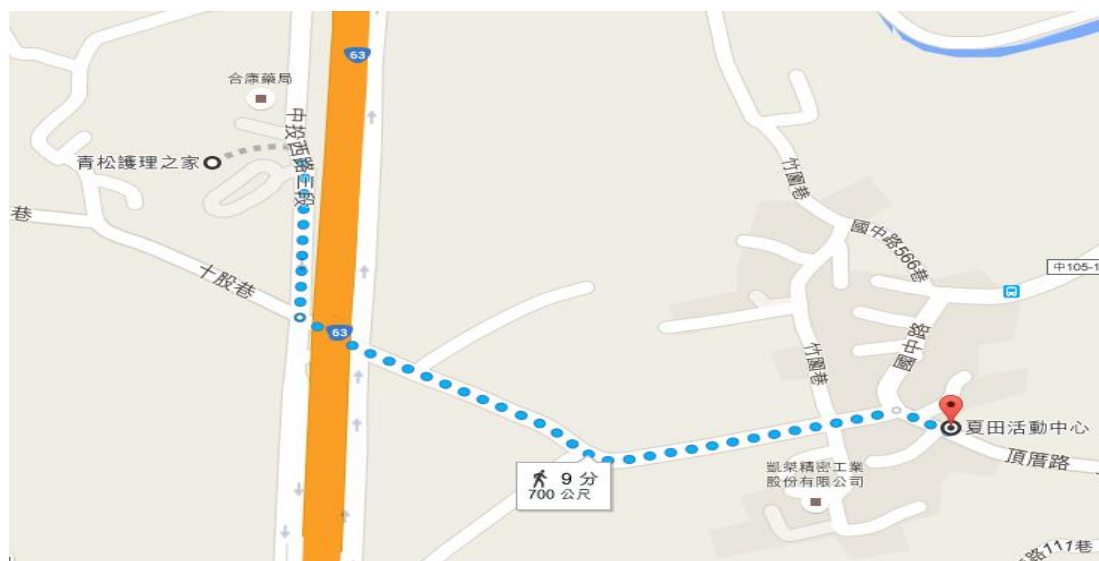 63
合康藥局
中投西路三段
青松護理之家
竹圍巷
巷
國中路566巷
十股巷
中105-1
63
國中路
竹圍巷
夏田活動中心
頂厝路
凱桀精密工業
股份有限公司
9 分
700 公尺
路111巷